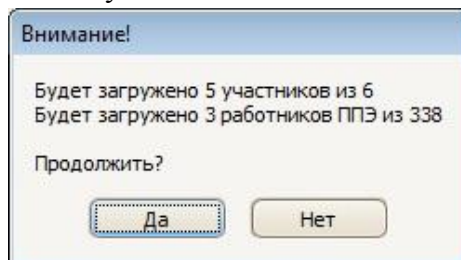 Внимание!
Будет загружено 5 участников из 6
Будет загружено 3 работников ППЭ из 338
Продолжить?
Да
Нет